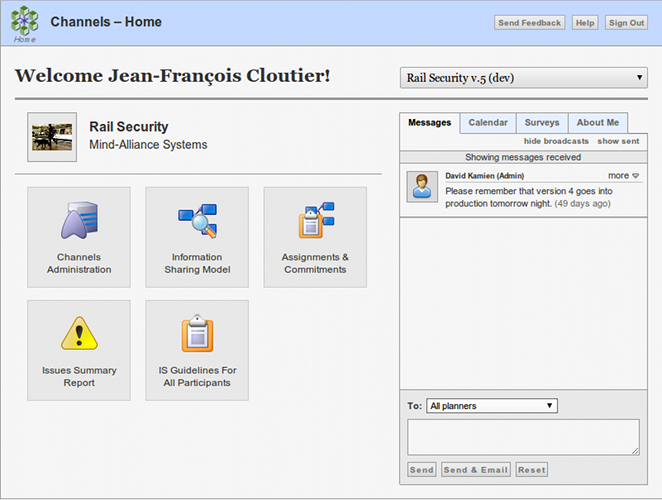 Channels – Home
Send Feedback
Help
Sign Out
Home
Welcome Jean-François Cloutier!
Rail Security v.5 (dev)
Rail Security
Mind-Alliance Systems
Channels
Administration
Information
Sharing Model
Assignments &
Commitments
Issues Summary
Report
IS Guidelines For
All Participants
Messages
Calendar
Surveys
About Me
hide broadcasts
show sent
Showing messages received
David Kamien (Admin)
more
Please remember that version 4 goes into
production tomorrow night. (49 days ago)
To:
All planners
Send
Send & Email
Reset